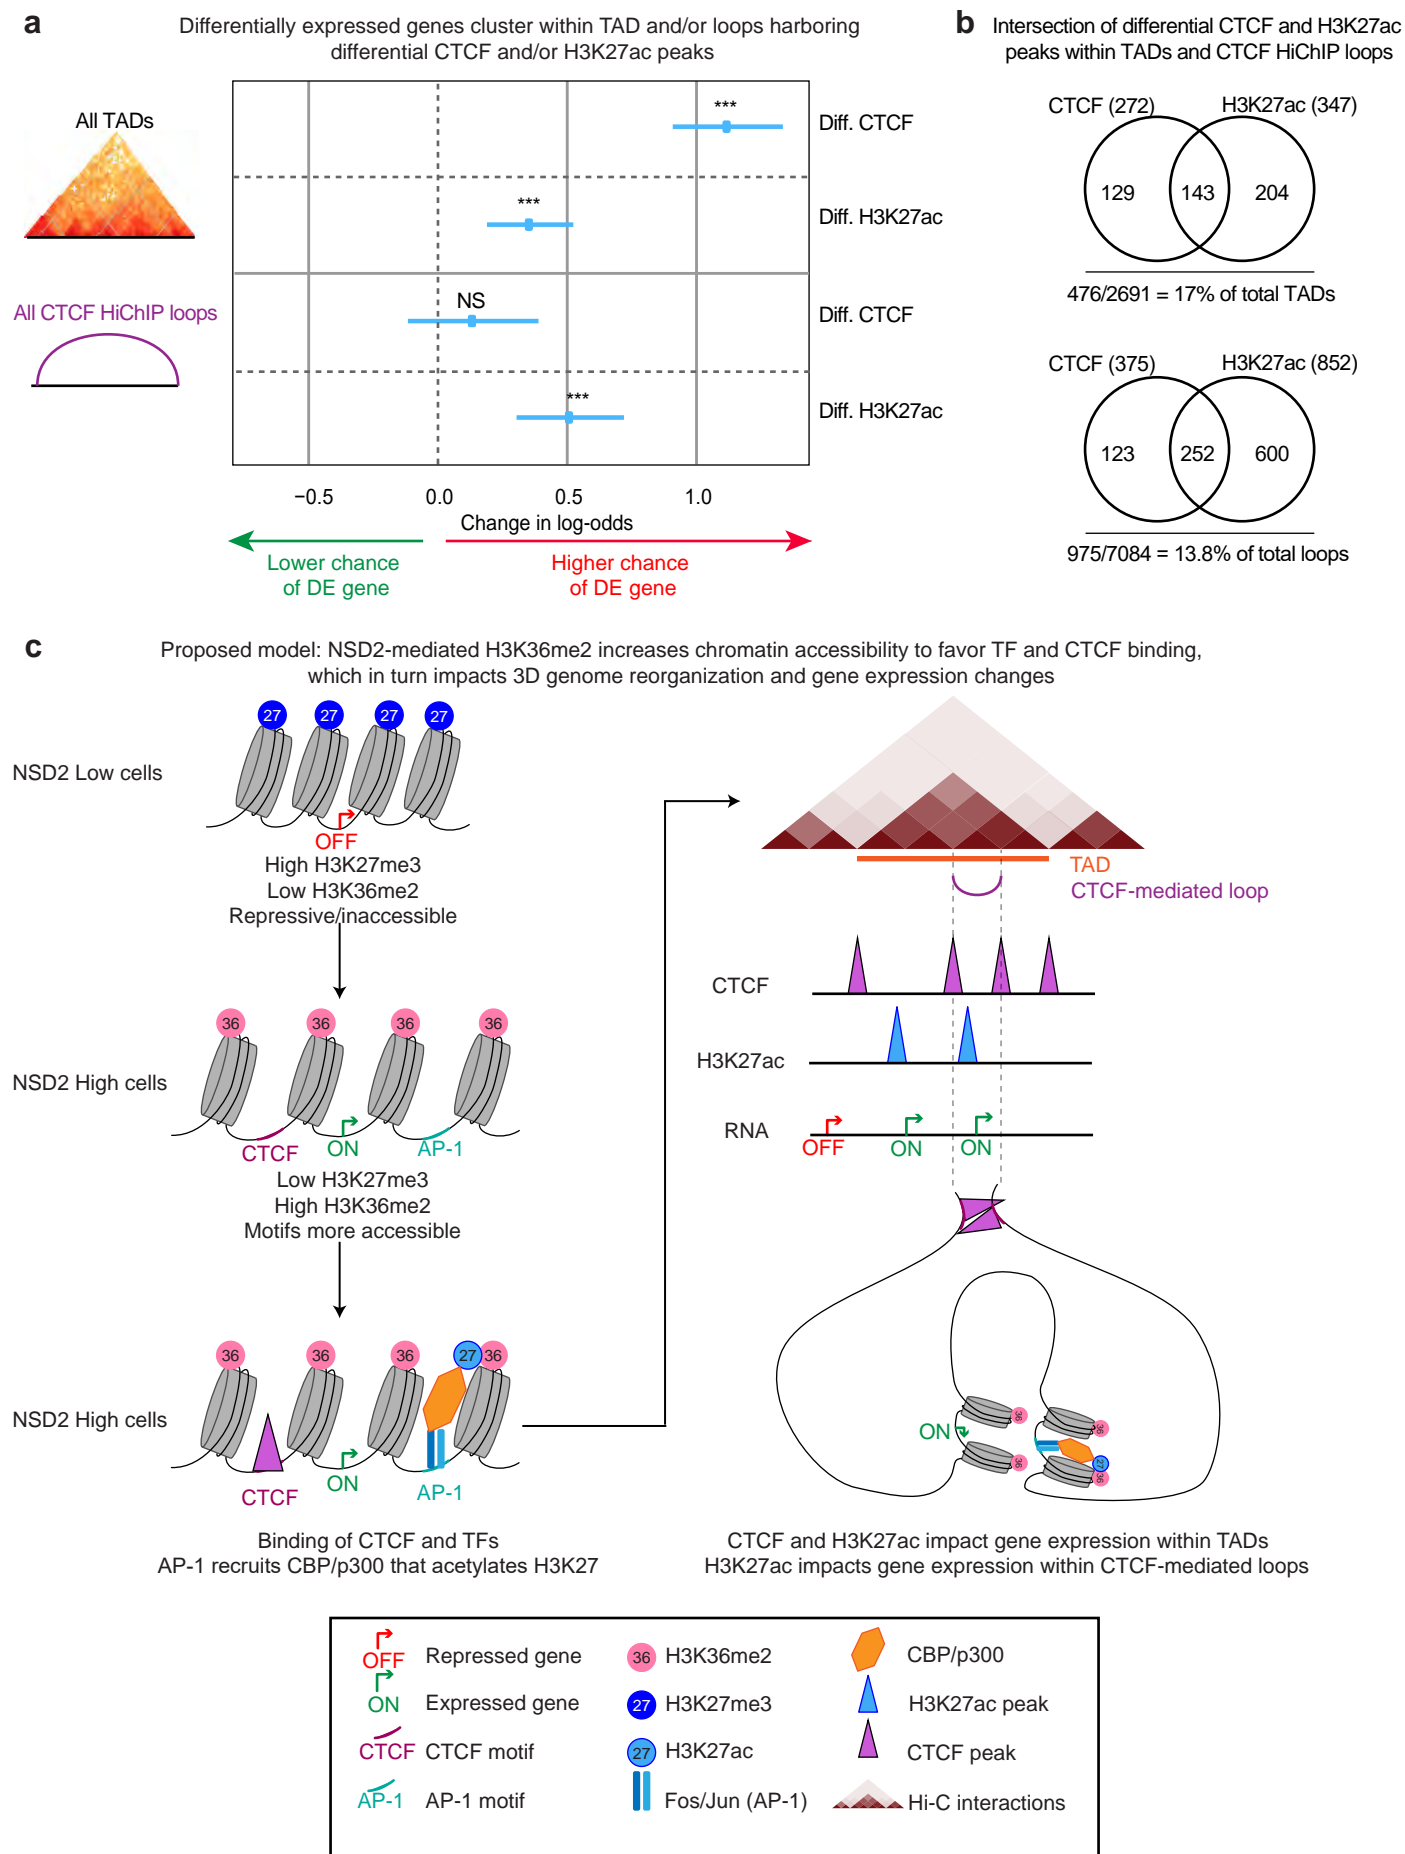 a
Differentially expressed genes cluster within TAD and/or loops harboring
differential CTCF and/or H3K27ac peaks
All TADs
All CTCF HiChIP loops
***
Diff. CTCF
***
Diff. H3K27ac
NS
Diff. CTCF
***
Diff. H3K27ac
−0.5 0.0 0.5 1.0
Change in log-odds
Lower chance
of DE gene
Higher chance
of DE gene
b
Intersection of differential CTCF and H3K27ac
peaks within TADs and CTCF HiChIP loops
CTCF (272) H3K27ac (347)
129 143 204
476/2691 = 17% of total TADs
CTCF (375) H3K27ac (852)
123 252 600
975/7084 = 13.8% of total loops
c
Proposed model: NSD2-mediated H3K36me2 increases chromatin accessibility to favor TF and CTCF binding,
which in turn impacts 3D genome reorganization and gene expression changes
27 27 27 27
NSD2 Low cells
OFF
High H3K27me3
Low H3K36me2
Repressive/inaccessible
36 36 36 36
NSD2 High cells
CTCF ON AP-1
Low H3K27me3
High H3K36me2
Motifs more accessible
36 36 36 27 36
NSD2 High cells
CTCF ON AP-1
Binding of CTCF and TFs
AP-1 recruits CBP/p300 that acetylates H3K27
TAD
CTCF-mediated loop
CTCF
H3K27ac
RNA
OFF ON ON
ON
36
36
36
27
36
CTCF and H3K27ac impact gene expression within TADs
H3K27ac impacts gene expression within CTCF-mediated loops
OFF Repressed gene
ON Expressed gene
CTCF CTCF motif
AP-1 AP-1 motif
36 H3K36me2
27 H3K27me3
27 H3K27ac
Fos/Jun (AP-1)
CBP/p300
H3K27ac peak
CTCF peak
Hi-C interactions